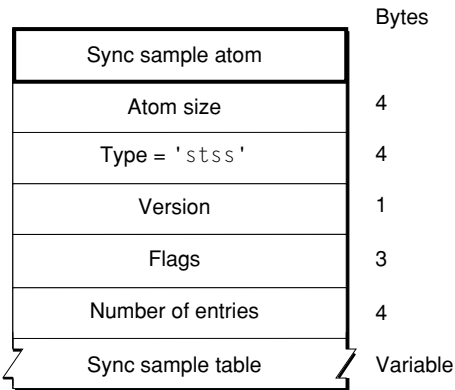 Bytes
Sync sample atom
Atom size 4
Type = 'stss' 4
Version 1
Flags 3
Number of entries 4
Sync sample table Variable